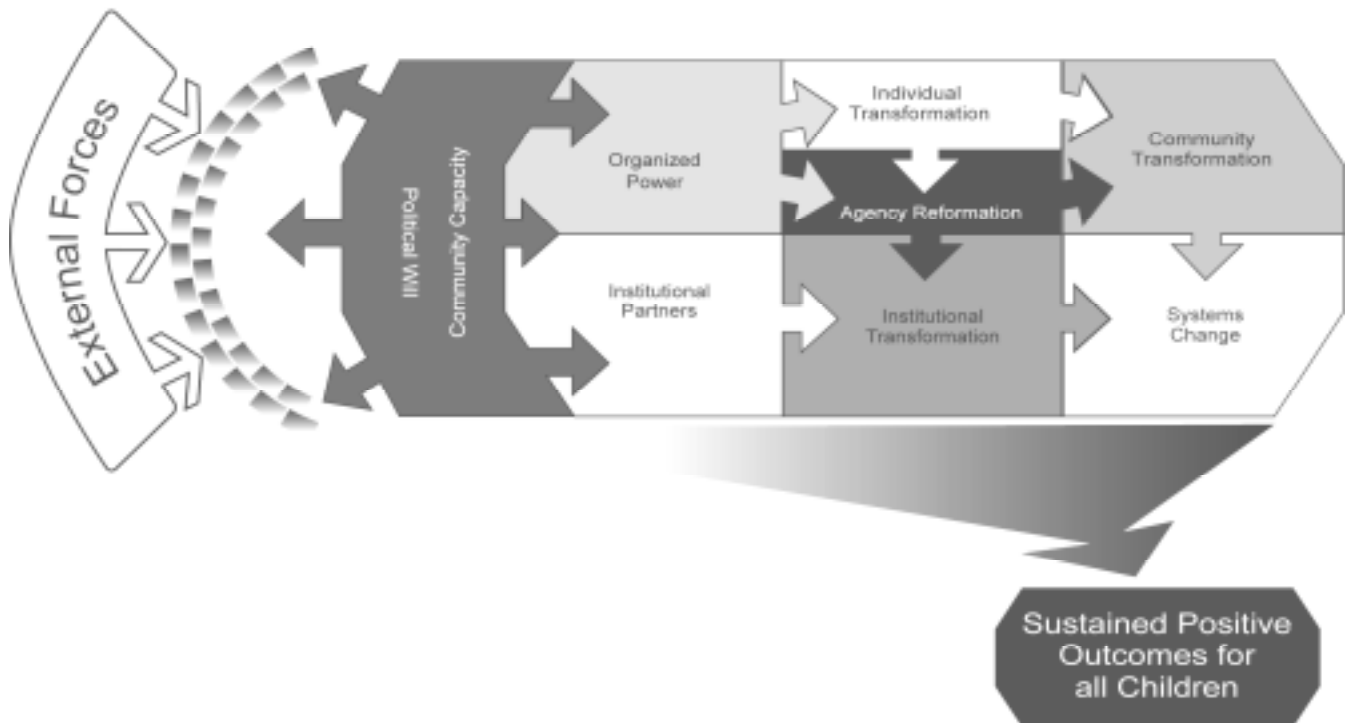 External Forces
Political Will
Community Capacity
Organized
Power
Institutional
Partners
Individual
Transformation
Agency Reformation
Institutional
Transformation
Community
Transformation
Systems
Change
Sustained Positive
Outcomes for
all Children